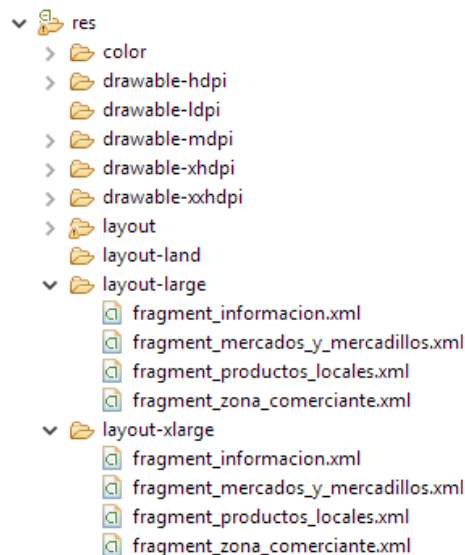 res
color
drawable-hdpi
drawable-ldpi
drawable-mdpi
drawable-xhdpi
drawable-xxhdpi
layout
layout-land
layout-large
fragment_informacion.xml
fragment_mercados_y_mercadillos.xml
fragment_productos_locales.xml
fragment_zona_comerciante.xml
layout-xlarge
fragment_informacion.xml
fragment_mercados_y_mercadillos.xml
fragment_productos_locales.xml
fragment_zona_comerciante.xml